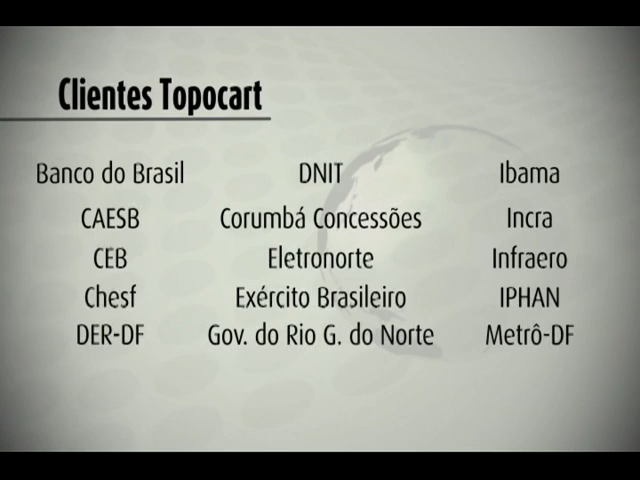 Clientes Topocart
Banco do Brasil DNIT Ibama
CAESB Corumbá Concessões Incra
CEB Eletronorte Infraero
Chesf Exército Brasileiro IPHAN
DER-DF Gov. do Rio G. do Norte Metrô-DF